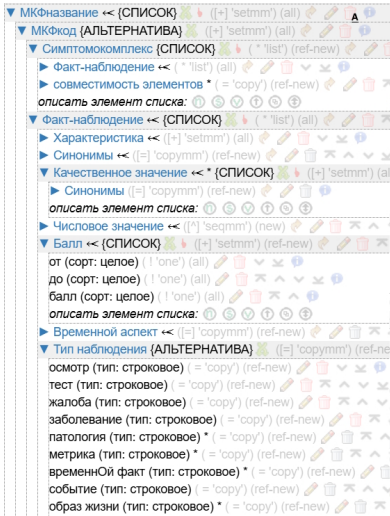 ▼ МКФназвание ⋲ {СПИСОК} ([+] 'setmm') (all) A
▼ МКФкод {АЛЬТЕРНАТИВА} ([+] 'setmm') (all)
▼ Симптомокомплекс {СПИСОК} ( * 'list') (ref-new)
▶ Факт-наблюдение ⋲ ( * 'list') (all)
▶ совместимость элементов * ( = 'copy') (ref-new)
описать элемент списка:
▼ Факт-наблюдение ⋲ {СПИСОК} ( * 'list') (all)
▶ Характеристика ⋲ ([+] 'setmm') (all)
▶ Синонимы ⋲ ([=] 'copymm') (ref-new)
▼ Качественное значение ⋲ * {СПИСОК} ([+] 'setmm') (all
▶ Синонимы ([=] 'copymm') (ref-new)
описать элемент списка:
▶ Числовое значение ⋲ ([^] 'seqmm') (new)
▼ Балл ⋲ {СПИСОК} ([+] 'setmm') (ref-new)
от (сорт: целое) ( ! 'one') (all)
до (сорт: целое) ( ! 'one') (all)
балл (сорт: целое) ( ! 'one') (all)
описать элемент списка:
▶ Временной аспект ⋲ ([=] 'copymm') (ref-new)
▼ Тип наблюдения {АЛЬТЕРНАТИВА} ([=] 'copymm') (ref-ne
осмотр (тип: строковое) ( = 'copy') (ref-new)
тест (тип: строковое) ( = 'copy') (ref-new)
жалоба (тип: строковое) ( = 'copy') (ref-new)
заболевание (тип: строковое) ( = 'copy') (ref-new)
патология (тип: строковое) * ( = 'copy') (ref-new)
метрика (тип: строковое) * ( = 'copy') (ref-new)
временнОй факт (тип: строковое) * ( = 'copy') (ref-new)
событие (тип: строковое) ( = 'copy') (ref-new)
образ жизни (тип: строковое) * ( = 'copy') (ref-new)